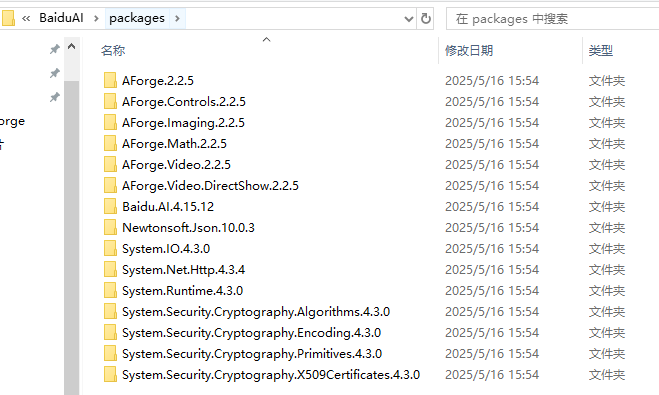 « BaiduAI › packages › 在 packages 中搜索
名称 修改日期 类型
AForge.2.2.5 2025/5/16 15:54 文件夹
AForge.Controls.2.2.5 2025/5/16 15:54 文件夹
orge AForge.Imaging.2.2.5 2025/5/16 15:54 文件夹
AForge.Math.2.2.5 2025/5/16 15:54 文件夹
AForge.Video.2.2.5 2025/5/16 15:54 文件夹
AForge.Video.DirectShow.2.2.5 2025/5/16 15:54 文件夹
Baidu.AI.4.15.12 2025/5/16 15:54 文件夹
Newtonsoft.Json.10.0.3 2025/5/16 15:54 文件夹
System.IO.4.3.0 2025/5/16 15:54 文件夹
System.Net.Http.4.3.4 2025/5/16 15:54 文件夹
System.Runtime.4.3.0 2025/5/16 15:54 文件夹
System.Security.Cryptography.Algorithms.4.3.0 2025/5/16 15:54 文件夹
System.Security.Cryptography.Encoding.4.3.0 2025/5/16 15:54 文件夹
System.Security.Cryptography.Primitives.4.3.0 2025/5/16 15:54 文件夹
System.Security.Cryptography.X509Certificates.4.3.0 2025/5/16 15:54 文件夹